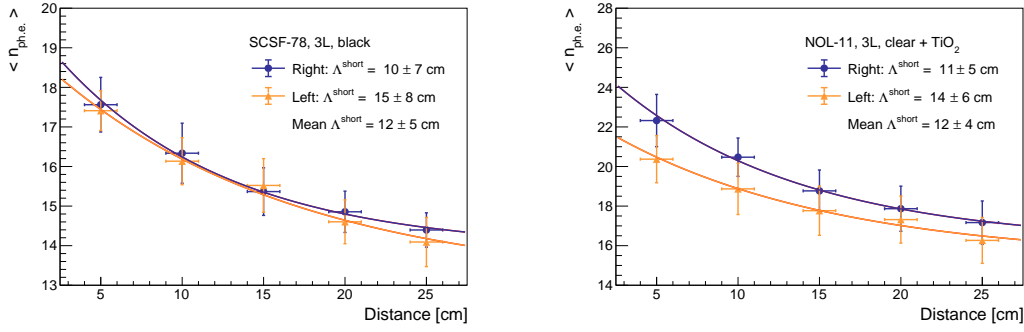 < n_ph.e. >
20
19
18
17
16
15
14
13
SCSF-78, 3L, black
Right: Λ^short = 10 ± 7 cm
Left: Λ^short = 15 ± 8 cm
Mean Λ^short = 12 ± 5 cm
5 10 15 20 25
Distance [cm]
< n_ph.e. >
28
26
24
22
20
18
16
14
NOL-11, 3L, clear + TiO₂
Right: Λ^short = 11 ± 5 cm
Left: Λ^short = 14 ± 6 cm
Mean Λ^short = 12 ± 4 cm
5 10 15 20 25
Distance [cm]